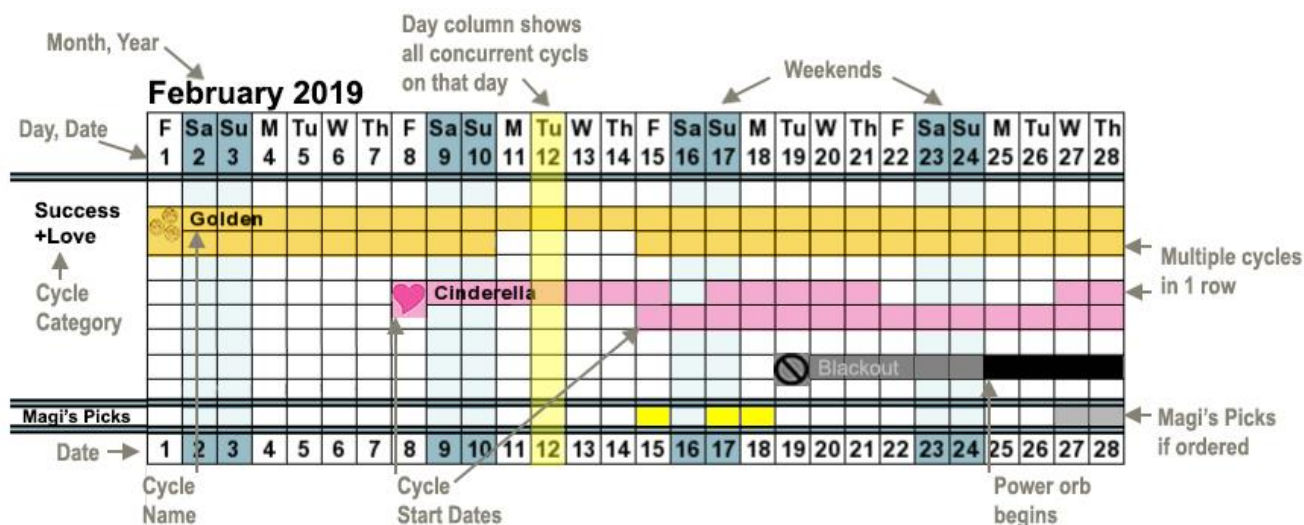 Day column shows
all concurrent cycls
on that day
Month, Year
Weekends
February 2019
Day, Date
F Sa Su M Tu W Th F Sa Su M Tu W Th F Sa Su M Tu W Th F Sa Su M Tu W Th
1 2 3 4 5 6 7 8 9 10 11 12 13 14 15 16 17 18 19 20 21 22 23 24 25 26 27 28
Success
+Love
Golden
Multiple cycles
in 1 row
Cycle
Category
Cinderella
Blackout
Magi's Picks
Magi's Picks
if ordered
Date
1 2 3 4 5 6 7 8 9 10 11 12 13 14 15 16 17 18 19 20 21 22 23 24 25 26 27 28
Cycle
Name
Cycle
Start Dates
Power orb
begins